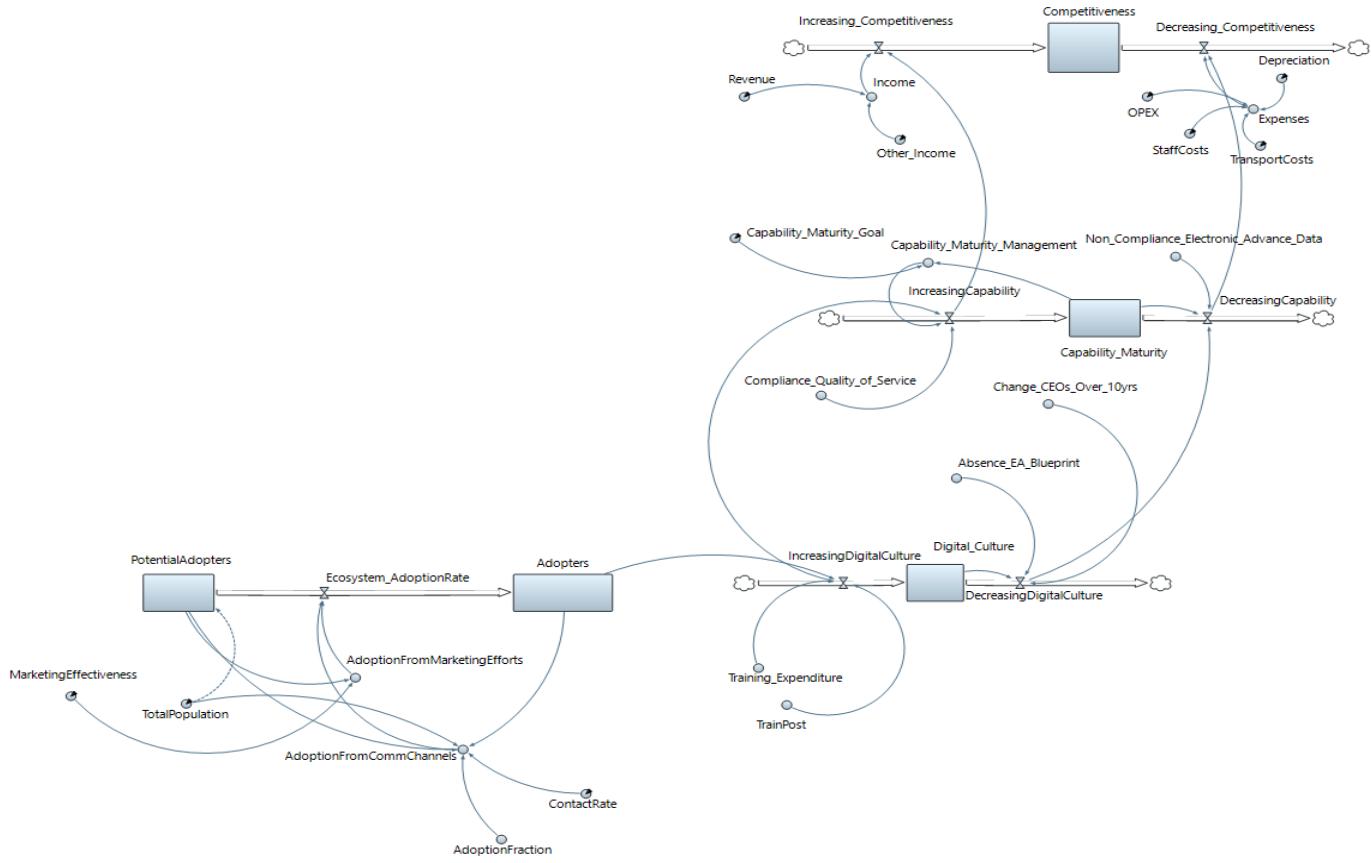 Competitiveness
Increasing_Competitiveness
Decreasing_Competitiveness
Depreciation
Revenue
Income
OPEX
Expenses
StaffCosts
Other_Income
TransportCosts
Capability_Maturity_Goal
Capability_Maturity_Management
Non_Compliance_Electronic_Advance_Data
IncreasingCapability
DecreasingCapability
Capability_Maturity
Compliance_Quality_of_Service
Change_CEOs_Over_10yrs
Absence_EA_Blueprint
PotentialAdopters
Adopters
IncreasingDigitalCulture
Digital_Culture
Ecosystem_AdoptionRate
DecreasingDigitalCulture
AdoptionFromMarketingEfforts
MarketingEffectiveness
Training_Expenditure
TotalPopulation
TrainPost
AdoptionFromCommChannels
ContactRate
AdoptionFraction